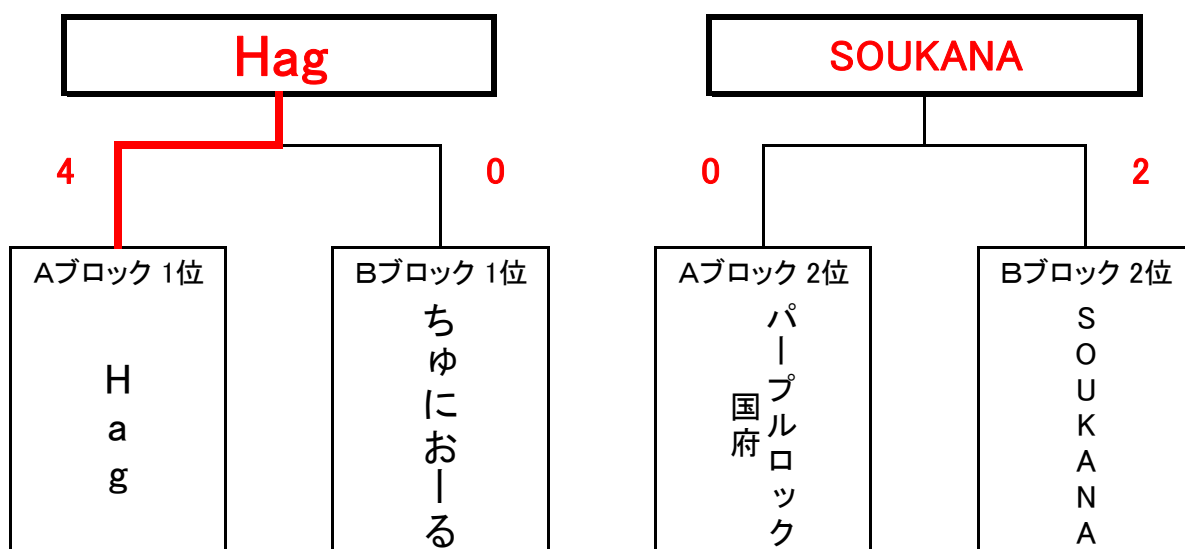 Hag
SOUKANA
4
0
0
2
Aブロック 1位
Bブロック 1位
Aブロック 2位
Bブロック 2位
Hag
ちゅにおーる
パープルロック
国府
SOUKANA